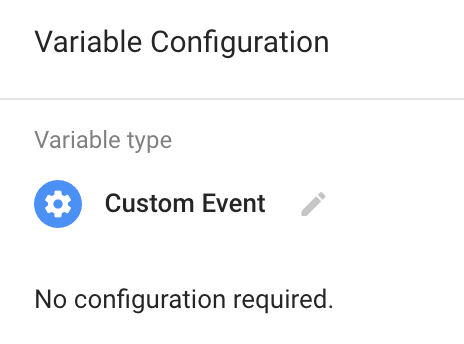 Variable Configuration
Variable type
Custom Event
No configuration required.